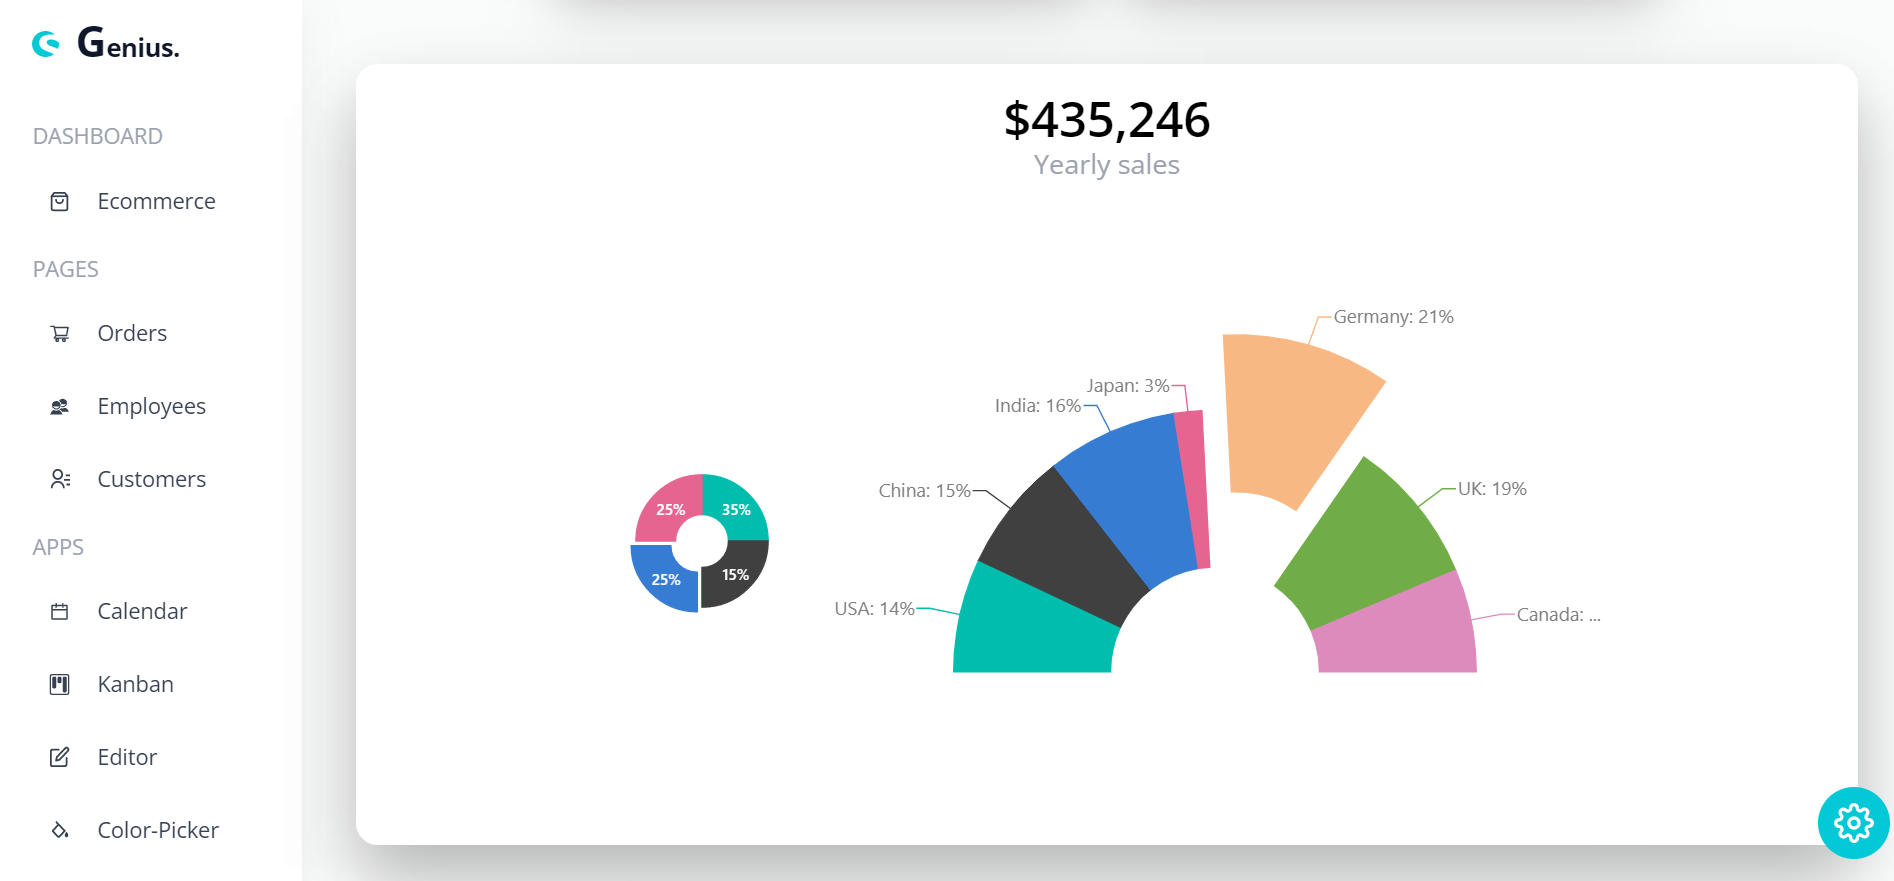 Genius.
DASHBOARD
Ecommerce
PAGES
Orders
Employees
Customers
APPS
Calendar
Kanban
Editor
Color-Picker
$435,246
Yearly sales
25%
35%
25%
15%
Germany: 21%
Japan: 3%
India: 16%
China: 15%
UK: 19%
USA: 14%
Canada: ...